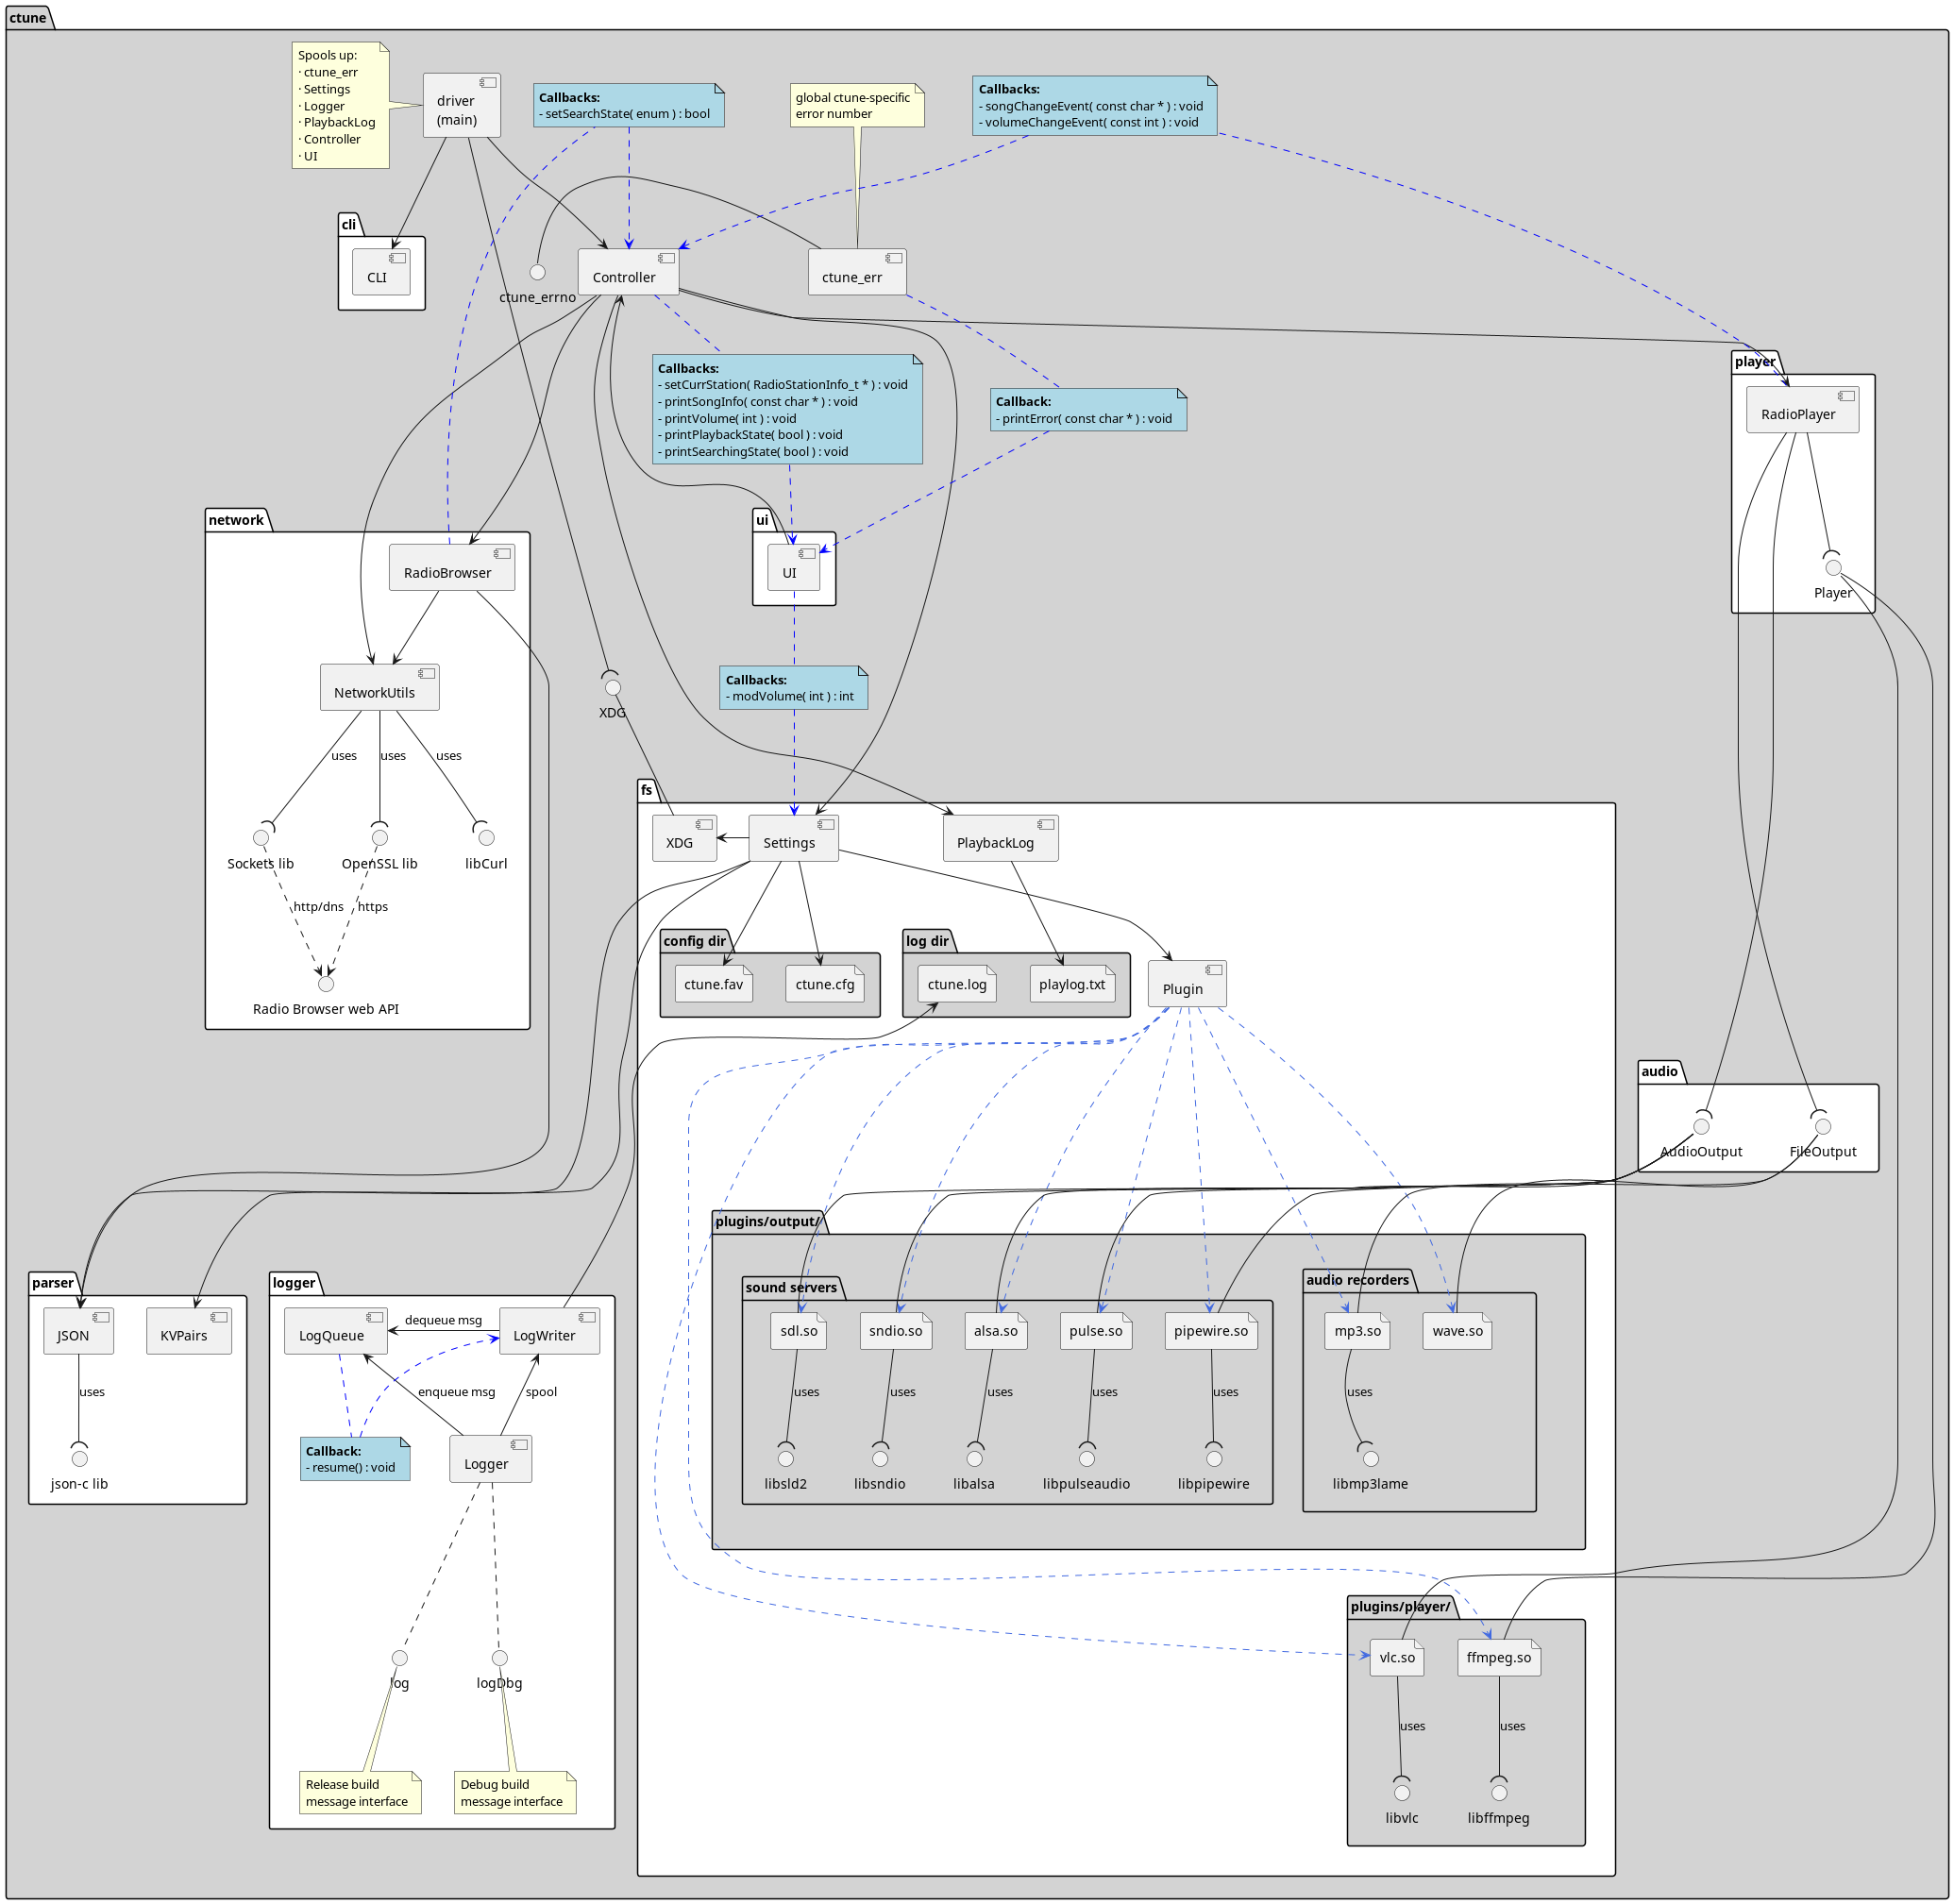 ctune
Spools up:
· ctune_err
· Settings
· Logger
· PlaybackLog
· Controller
· UI
driver
(main)
Callbacks:
- setSearchState( enum ) : bool
global ctune-specific
error number
Callbacks:
- songChangeEvent( const char * ) : void
- volumeChangeEvent( const int ) : void
cli
CLI
ctune_errno
Controller
ctune_err
Callbacks:
- setCurrStation( RadioStationInfo_t * ) : void
- printSongInfo( const char * ) : void
- printVolume( int ) : void
- printPlaybackState( bool ) : void
- printSearchingState( bool ) : void
Callback:
- printError( const char * ) : void
player
RadioPlayer
Player
network
RadioBrowser
NetworkUtils
uses
uses
uses
Sockets lib
OpenSSL lib
libCurl
http/dns
https
Radio Browser web API
ui
UI
XDG
Callbacks:
- modVolume( int ) : int
fs
XDG
Settings
PlaybackLog
config dir
ctune.fav
ctune.cfg
log dir
ctune.log
playlog.txt
Plugin
audio
AudioOutput
FileOutput
plugins/output/
sound servers
sdl.so
sndio.so
alsa.so
pulse.so
pipewire.so
uses
uses
uses
uses
uses
libsld2
libsndio
libalsa
libpulseaudio
libpipewire
audio recorders
mp3.so
wave.so
uses
libmp3lame
parser
JSON
KVPairs
uses
json-c lib
logger
LogQueue
dequeue msg
LogWriter
enqueue msg
spool
Callback:
- resume() : void
Logger
log
logDbg
Release build
message interface
Debug build
message interface
plugins/player/
vlc.so
ffmpeg.so
uses
uses
libvlc
libffmpeg